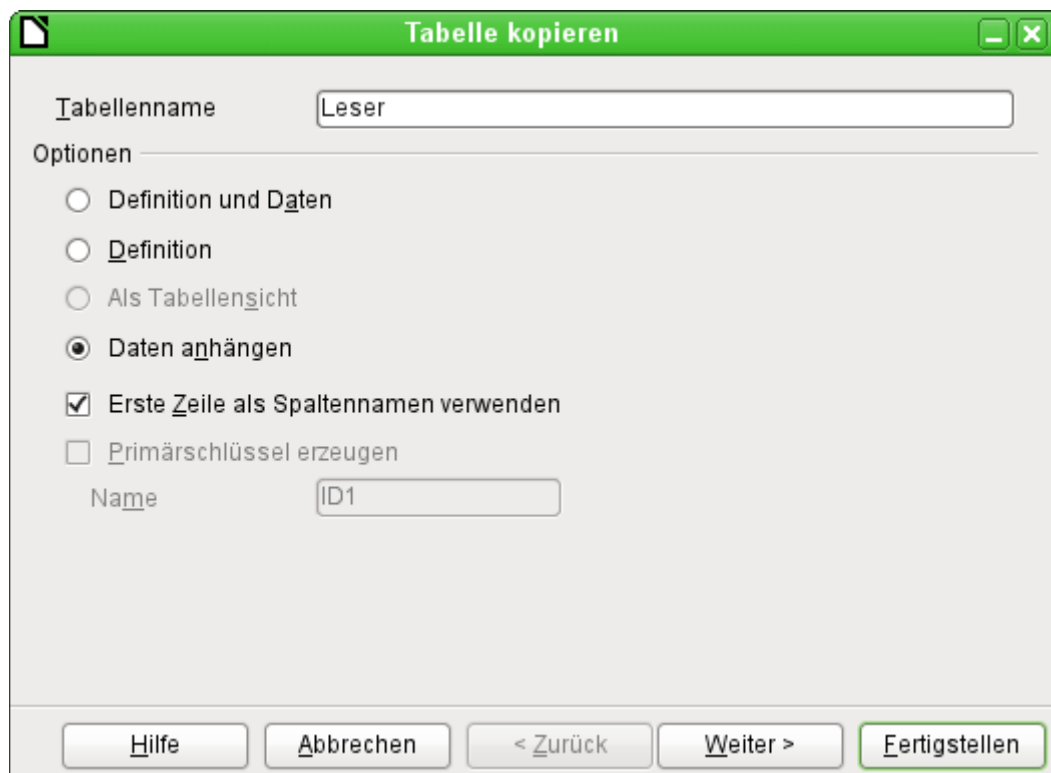 Tabelle kopieren
Tabellenname Leser
Optionen
Definition und Daten
Definition
Als Tabellensicht
Daten anhängen
Erste Zeile als Spaltennamen verwenden
Primärschlüssel erzeugen
Name ID1
Hilfe Abbrechen < Zurück Weiter > Fertigstellen